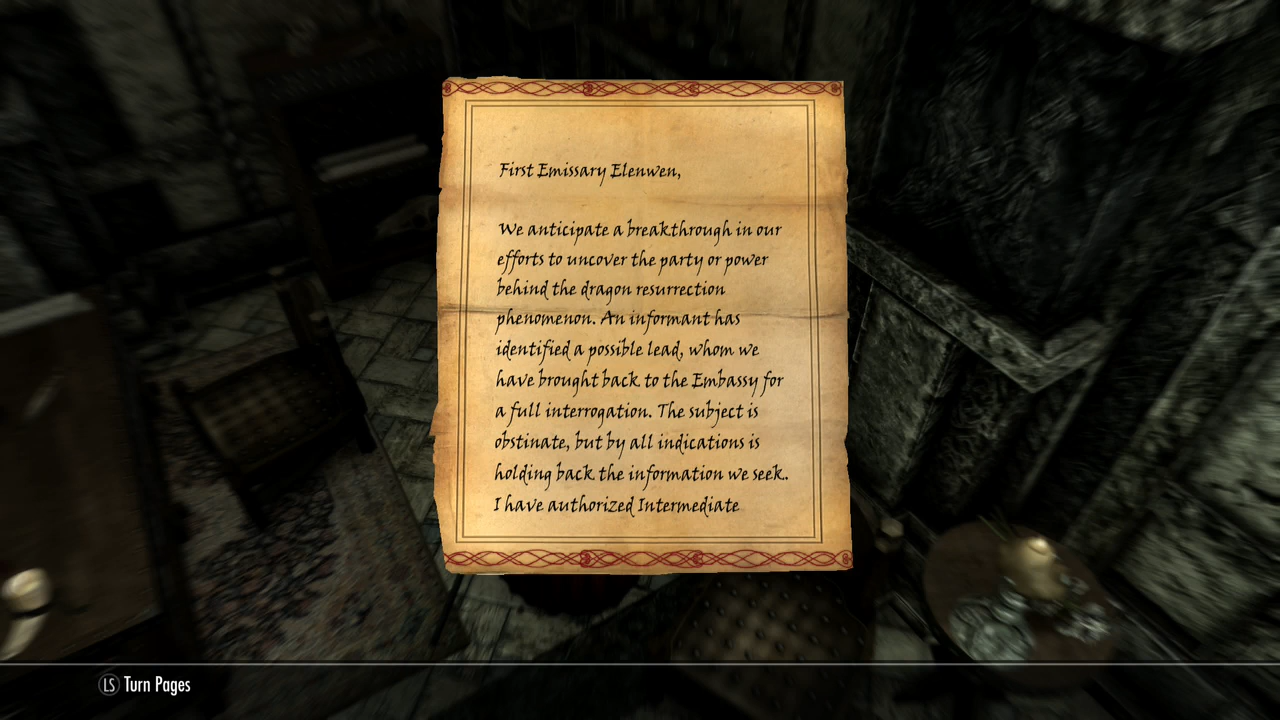 First Emissary Elenwen,
We anticipate a breakthrough in our
efforts to uncover the party or power
behind the dragon resurrection
phenomenon. An informant has
identified a possible lead, whom we
have brought back to the Embassy for
a full interrogation. The subject is
obstinate, but by all indications is
holding back the information we seek..
I have authorized Intermediate
LS Turn Pages